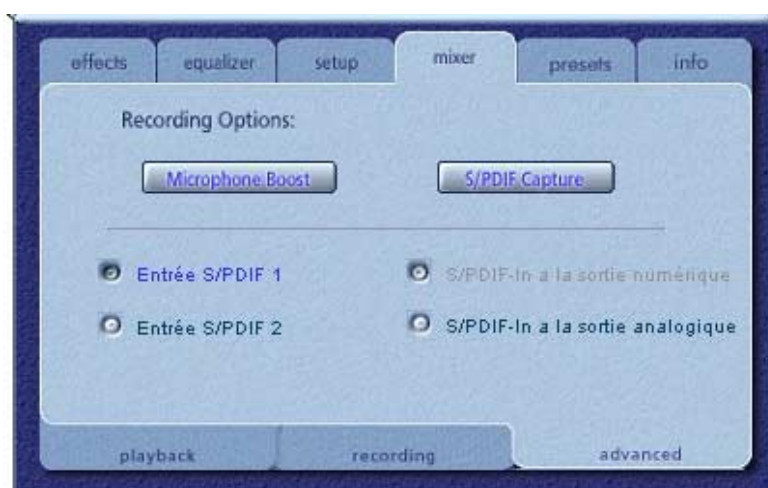 effects equalizer setup mixer presets info
Recording Options:
Microphone Boost S/PDIF Capture
Entrée S/PDIF 1 S/PDIF-In a la sortie numérique
Entrée S/PDIF 2 S/PDIF-In a la sortie analogique
playback recording advanced